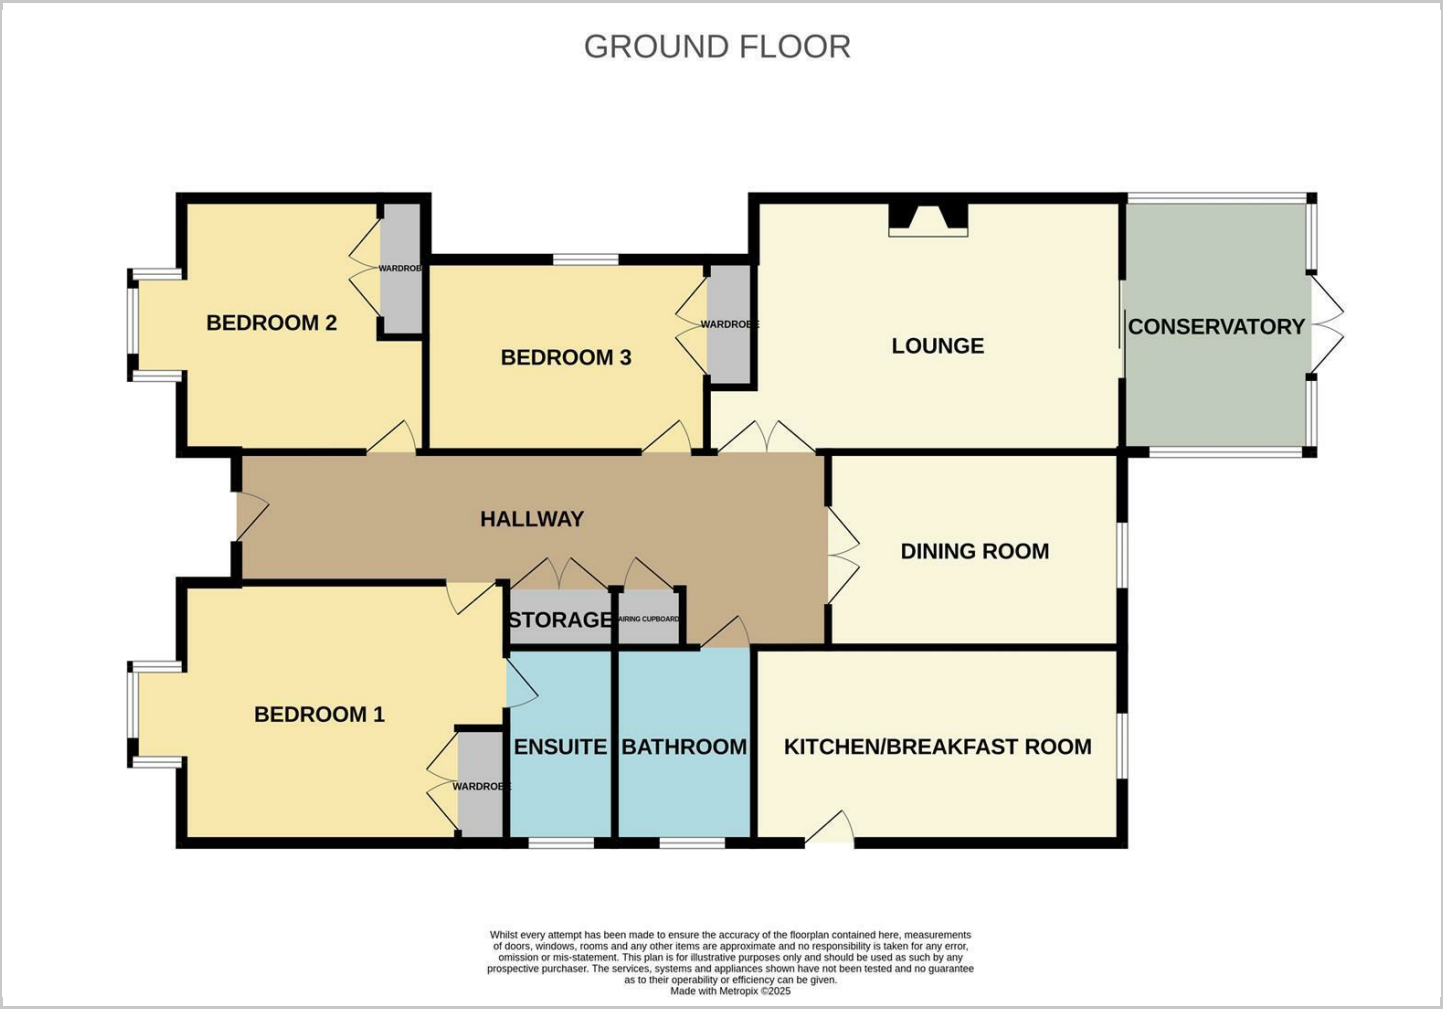 GROUND FLOOR
WARDROBE
BEDROOM 2
WARDROBE
CONSERVATORY
LOUNGE
BEDROOM 3
HALLWAY
DINING ROOM
STORAGE
AIRING CUPBOARD
BEDROOM 1
ENSUITE
BATHROOM
KITCHEN/BREAKFAST ROOM
WARDROBE
Whilst every attempt has been made to ensure the accuracy of the floorplan contained here, measurements
of doors, windows, rooms and any other items are approximate and no responsibility is taken for any error,
omission or mis-statement. This plan is for illustrative purposes only and should be used as such by any
prospective purchaser. The services, systems and appliances shown have not been tested and no guarantee
as to their operability or efficiency can be given.
Made with Metropix ©2025